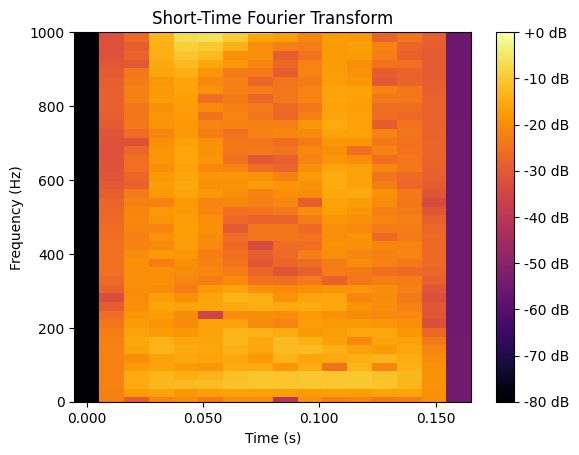 Short-Time Fourier Transform
1000
800
600
400
200
0
Frequency (Hz)
0.000
0.050
0.100
0.150
Time (s)
+0 dB
-10 dB
-20 dB
-30 dB
-40 dB
-50 dB
-60 dB
-70 dB
-80 dB